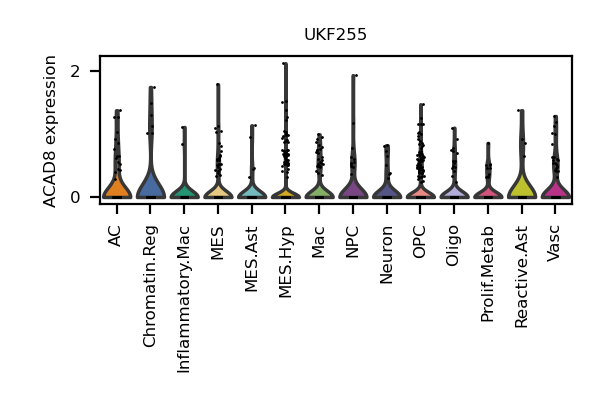 UKF255
ACAD8 expression
2
0
AC
Chromatin.Reg
Inflammatory.Mac
MES
MES.Ast
MES.Hyp
Mac
NPC
Neuron
OPC
Oligo
Prolif.Metab
Reactive.Ast
Vasc